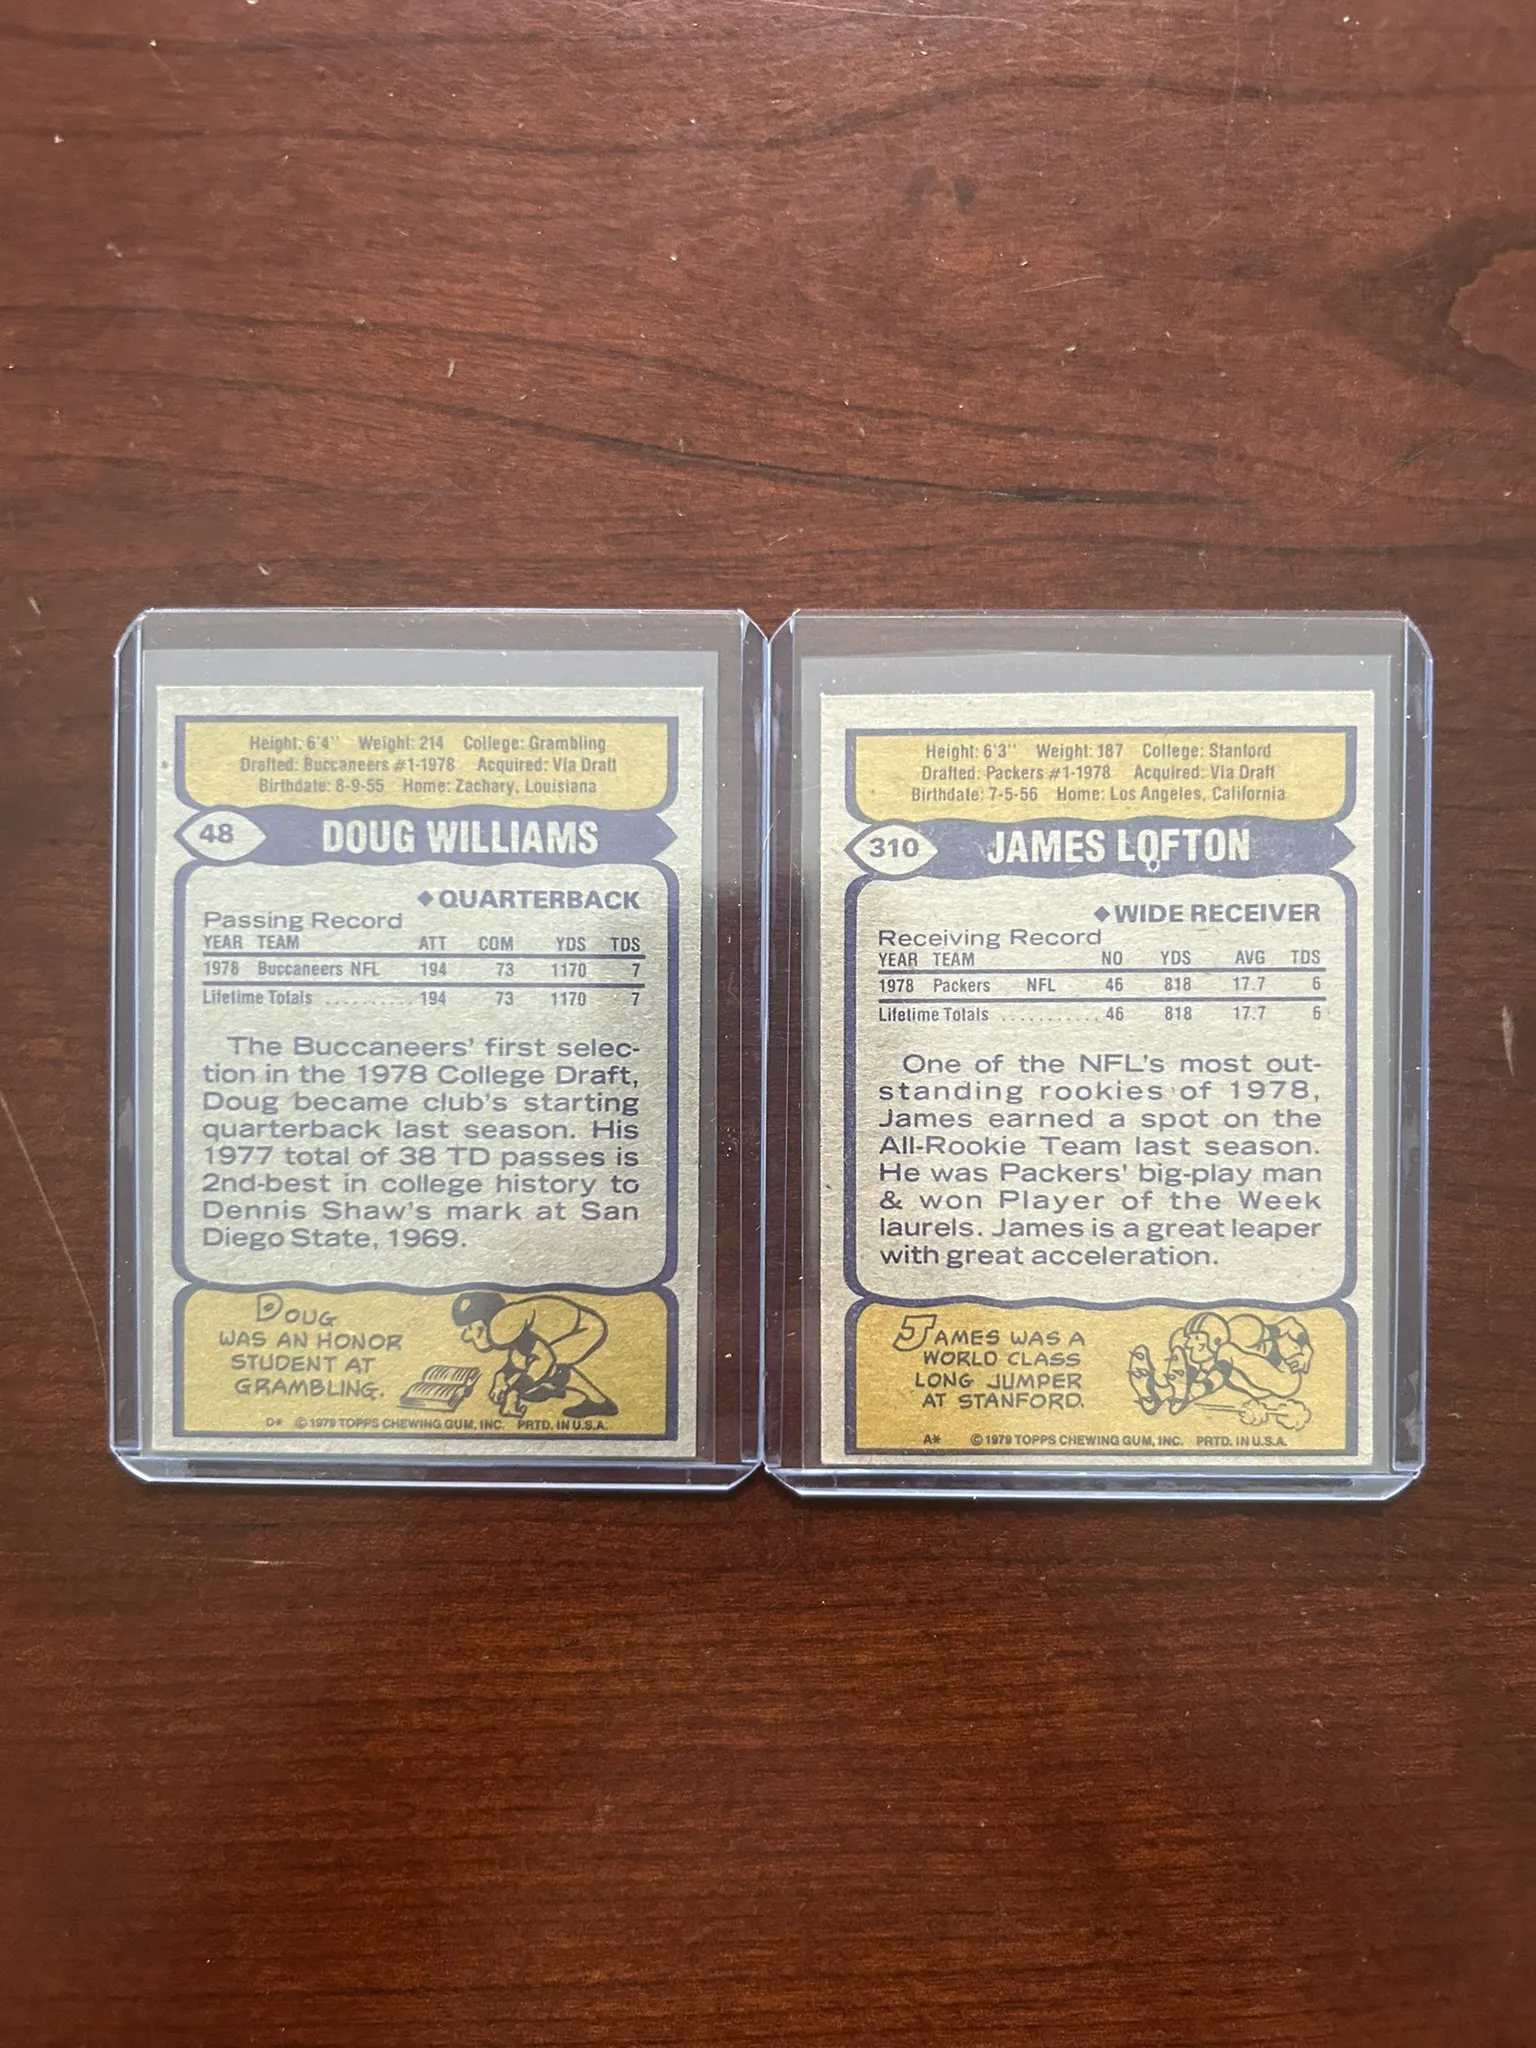 Height: 6'4" Weight: 214 College: Grambling
Drafted: Buccaneers #1-1978 Acquired: Via Draft
Birthdate: 8-9-55 Home: Zachary, Louisiana
48 DOUG WILLIAMS
◆QUARTERBACK
Passing Record
YEAR TEAM ATT COM YDS TDS
1978 Buccaneers NFL 194 73 1170 7
Lifetime Totals .......... 194 73 1170 7
The Buccaneers' first selec-
tion in the 1978 College Draft,
Doug became club's starting
quarterback last season. His
1977 total of 38 TD passes is
2nd-best in college history to
Dennis Shaw's mark at San
Diego State, 1969.
DOUG
WAS AN HONOR
STUDENT AT
GRAMBLING.
D* © 1979 TOPPS CHEWING GUM, INC. PRTD. IN U.S.A.
Height: 6'3" Weight: 187 College: Stanford
Drafted: Packers #1-1978 Acquired: Via Draft
Birthdate: 7-5-56 Home: Los Angeles, California
310 JAMES LOFTON
◆WIDE RECEIVER
Receiving Record
YEAR TEAM NO YDS AVG TDS
1978 Packers NFL 46 818 17.7 6
Lifetime Totals ........... 46 818 17.7 6
One of the NFL's most out-
standing rookies of 1978,
James earned a spot on the
All-Rookie Team last season.
He was Packers' big-play man
& won Player of the Week
laurels. James is a great leaper
with great acceleration.
JAMES WAS A
WORLD CLASS
LONG JUMPER
AT STANFORD.
A* © 1979 TOPPS CHEWING GUM, INC. PRTD. IN U.S.A.